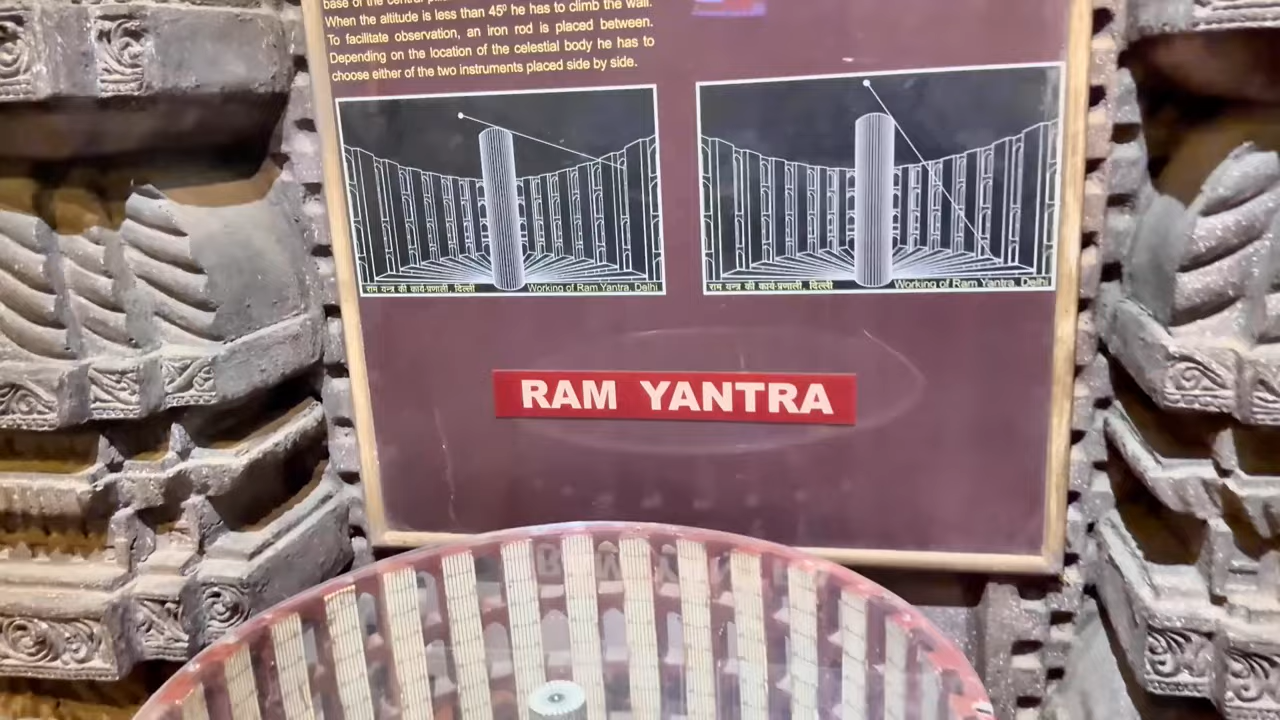 base of the central
When the altitude is less than 45º he has to climb the wall.
To facilitate observation, an iron rod is placed between.
Depending on the location of the celestial body he has to
choose either of the two instruments placed side by side.
राम यन्त्र की कार्य-प्रणाली, दिल्ली
Working of Ram Yantra, Delhi
राम यन्त्र की कार्य-प्रणाली, दिल्ली
Working of Ram Yantra, Delhi
RAM YANTRA